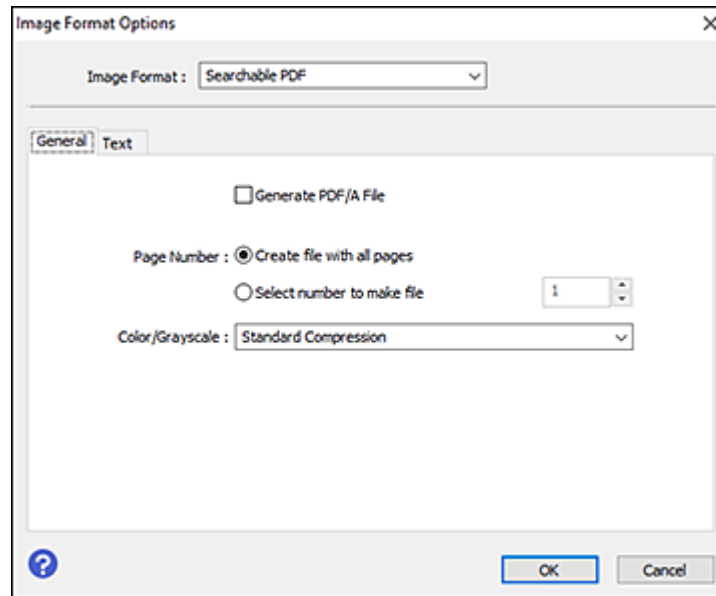 Image Format Options
Image Format : Searchable PDF
General Text
Generate PDF/A File
Page Number : Create file with all pages
Select number to make file 1
Color/Grayscale : Standard Compression
?
OK Cancel